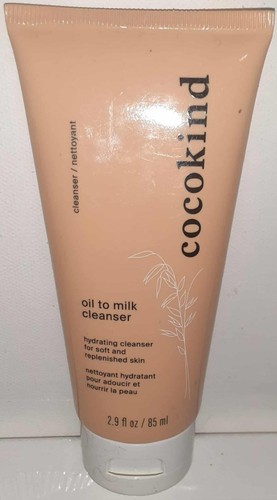 cleanser / nettoyant
cocokind
oil to milk
cleanser
hydrating cleanser
for soft and
replenished skin
nettoyant hydratant
pour adoucir et
nourrir la peau
2.9 fl oz / 85 ml